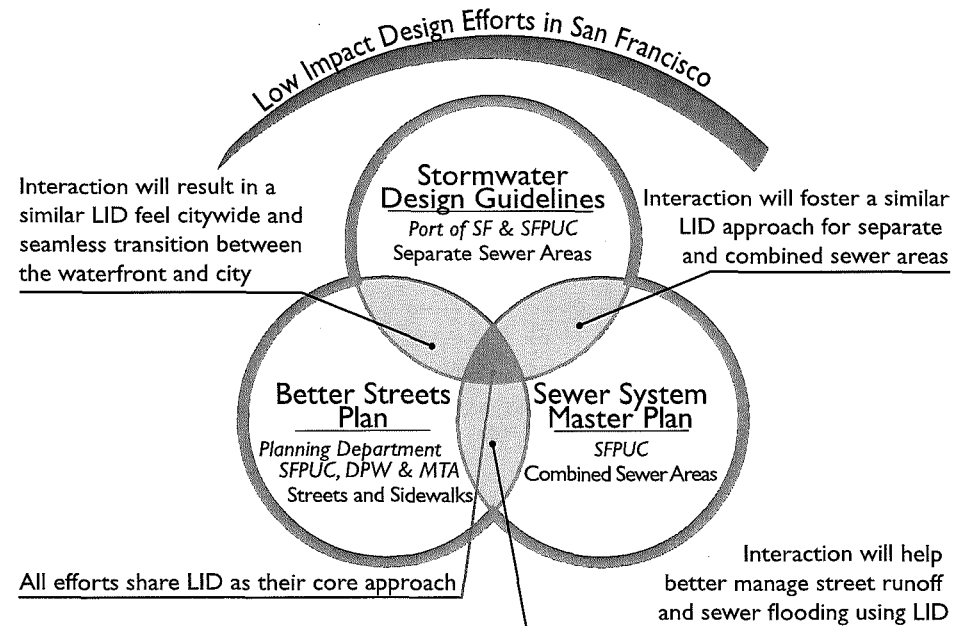 Low Impact Design Efforts in San Francisco
Interaction will result in a
similar LID feel citywide and
seamless transition between
the waterfront and city
Stormwater
Design Guidelines
Port of SF & SFPUC
Separate Sewer Areas
Interaction will foster a similar
LID approach for separate
and combined sewer areas
Better Streets
Plan
Planning Department
SFPUC, DPW & MTA
Streets and Sidewalks
Sewer System
Master Plan
SFPUC
Combined Sewer Areas
All efforts share LID as their core approach
Interaction will help
better manage street runoff
and sewer flooding using LID